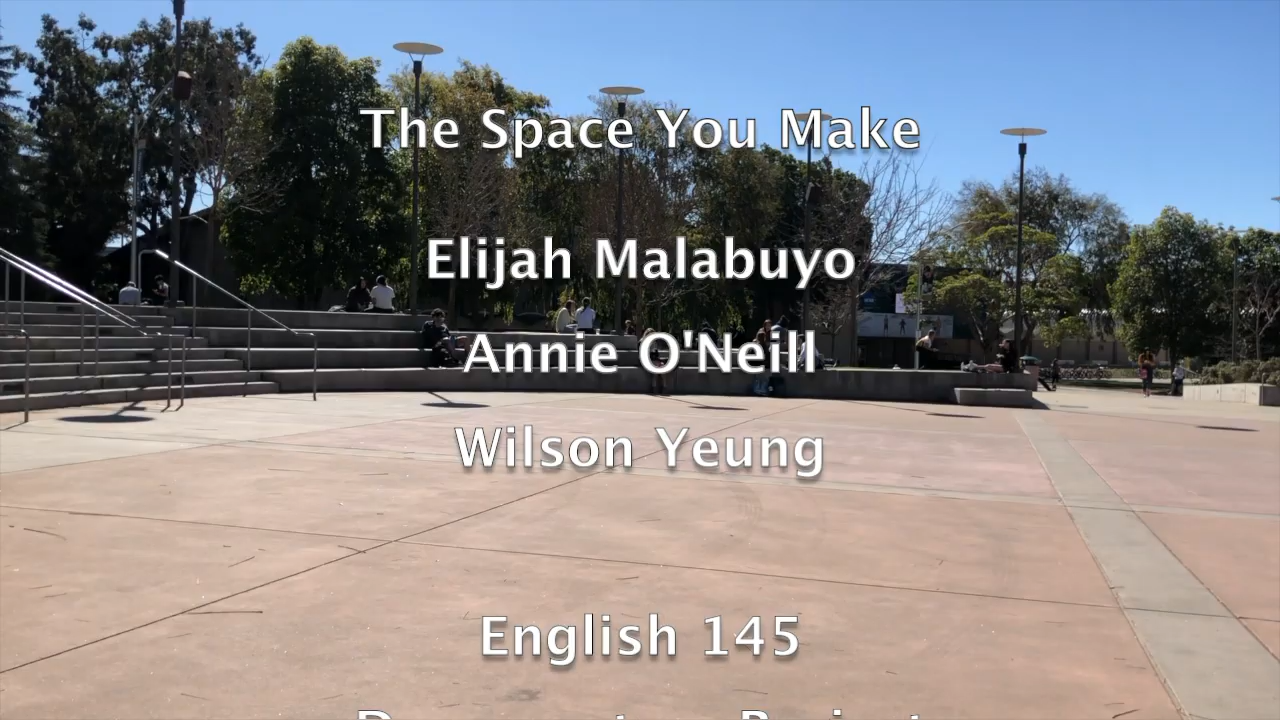 The Space You Make
Elijah Malabuyo
Annie O'Neill
Wilson Yeung
English 145